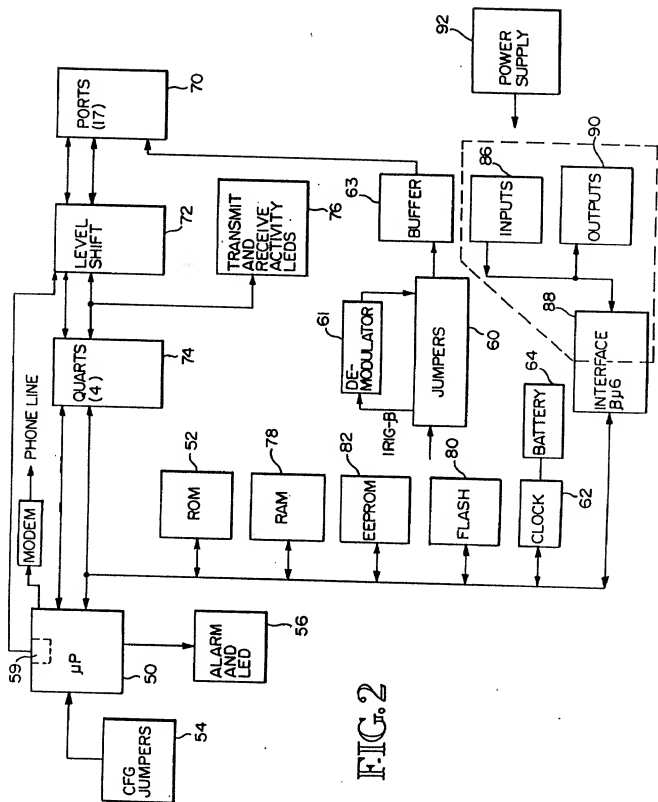 92
POWER
SUPPLY
70
PORTS
(17)
86
INPUTS
90
OUTPUTS
72
LEVEL
SHIFT
76
TRANSMIT
AND
RECEIVE
ACTIVITY
LEDS
63
BUFFER
88
INTERFACE
Βμ6
74
QUARTS
(4)
61
DE-
MODULATOR
60
JUMPERS
IRIG-B
64
BATTERY
PHONE LINE
MODEM
52
ROM
78
RAM
82
EEPROM
80
FLASH
62
CLOCK
59
μP
50
56
ALARM
AND
LED
54
CFG
JUMPERS
FIG.2